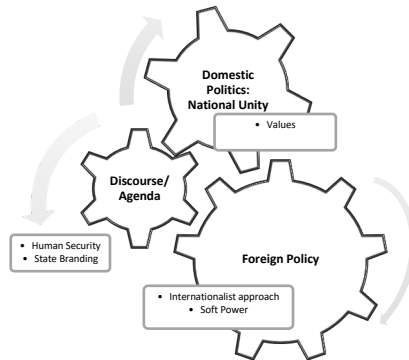 Domestic
Politics:
National Unity
• Values
Discourse/
Agenda
• Human Security
• State Branding
Foreign Policy
• Internationalist approach
• Soft Power